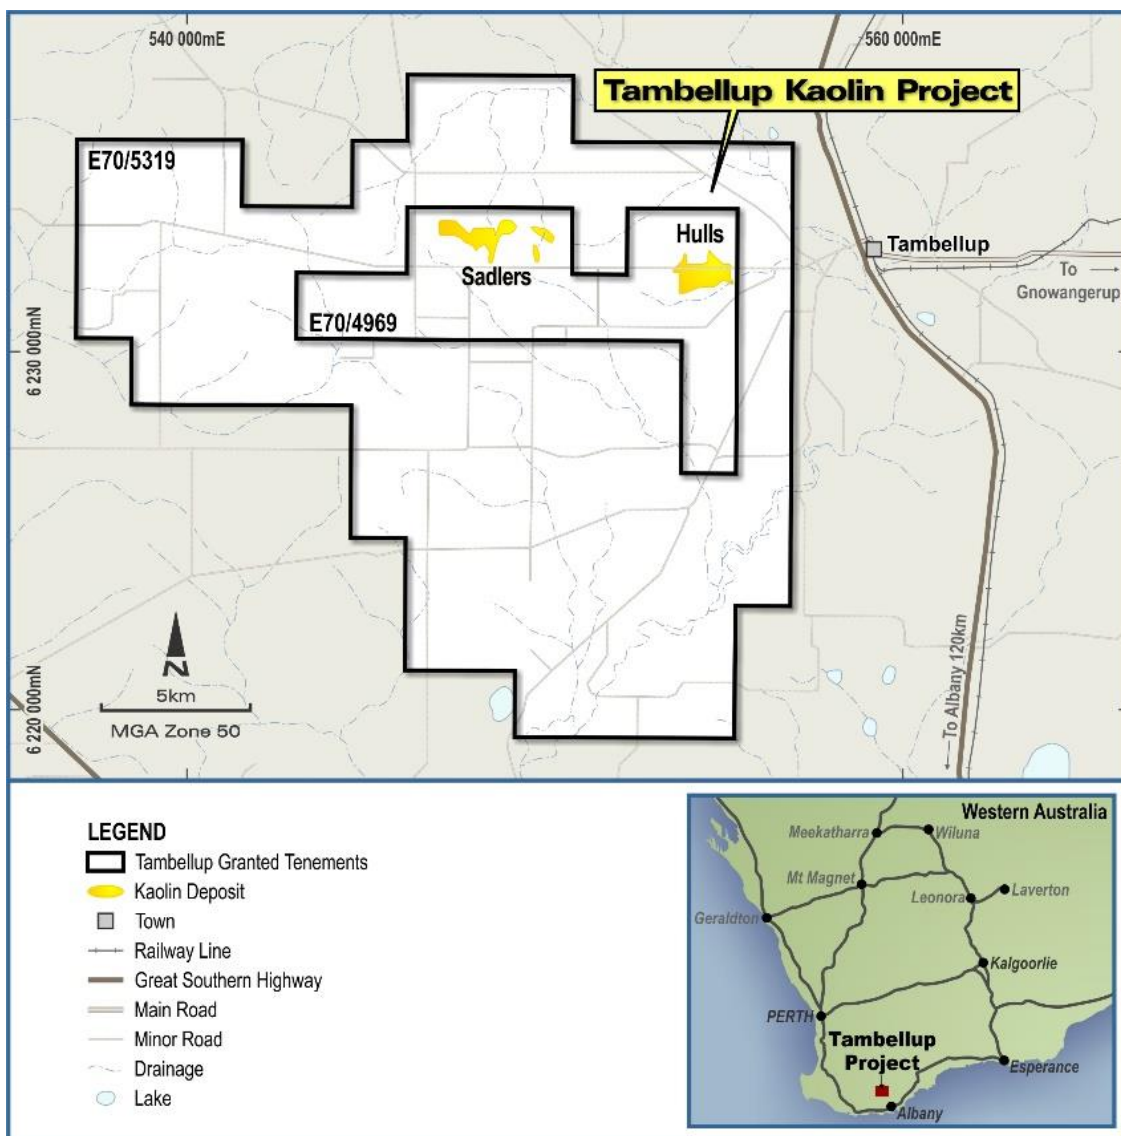 540 000mE
560 000mE
Tambellup Kaolin Project
E70/5319
Hulls
Tambellup
Sadlers
To
Gnowangerup
E70/4969
6 230 000mN
N
5km
MGA Zone 50
6 220 000mN
To Albany 120km
LEGEND
Tambellup Granted Tenements
Kaolin Deposit
Town
Railway Line
Great Southern Highway
Main Road
Minor Road
Drainage
Lake
Western Australia
Meekatharra
Wiluna
Mt Magnet
Leonora
Laverton
Geraldton
Kalgoorlie
PERTH
Tambellup
Project
Esperance
Albany